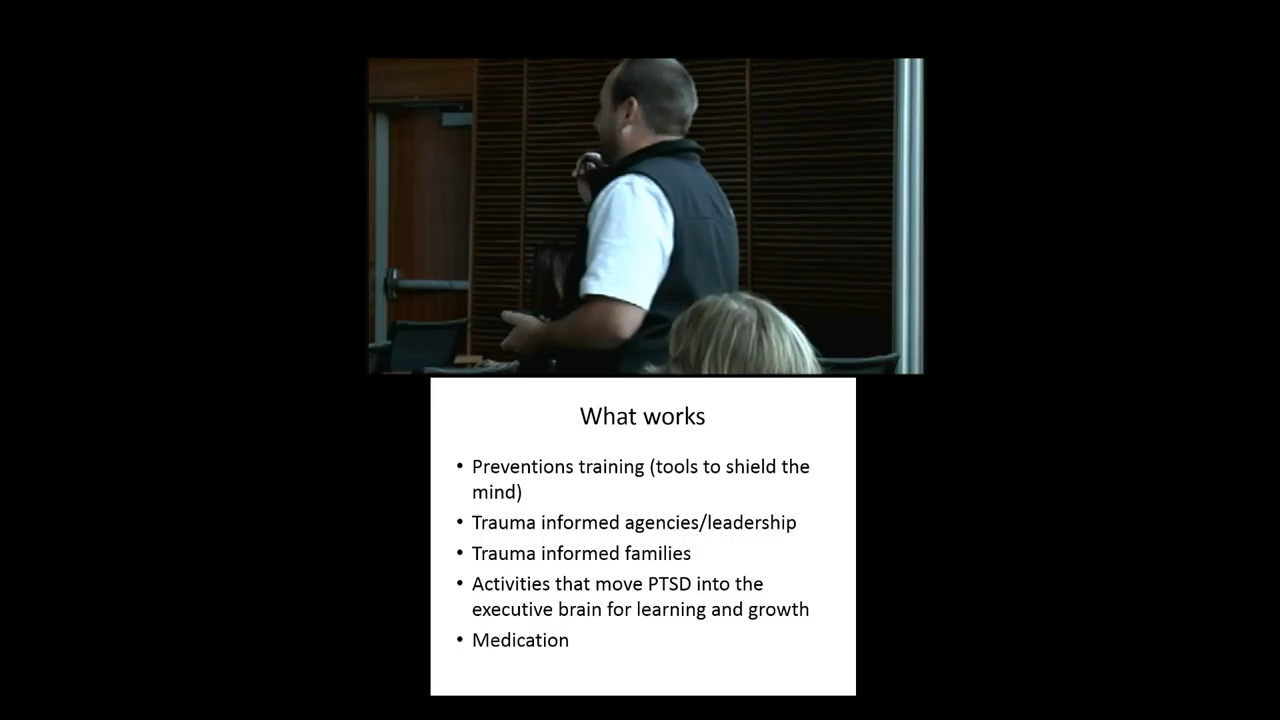 What works
• Preventions training (tools to shield the
mind)
• Trauma informed agencies/leadership
• Trauma informed families
• Activities that move PTSD into the
executive brain for learning and growth
• Medication